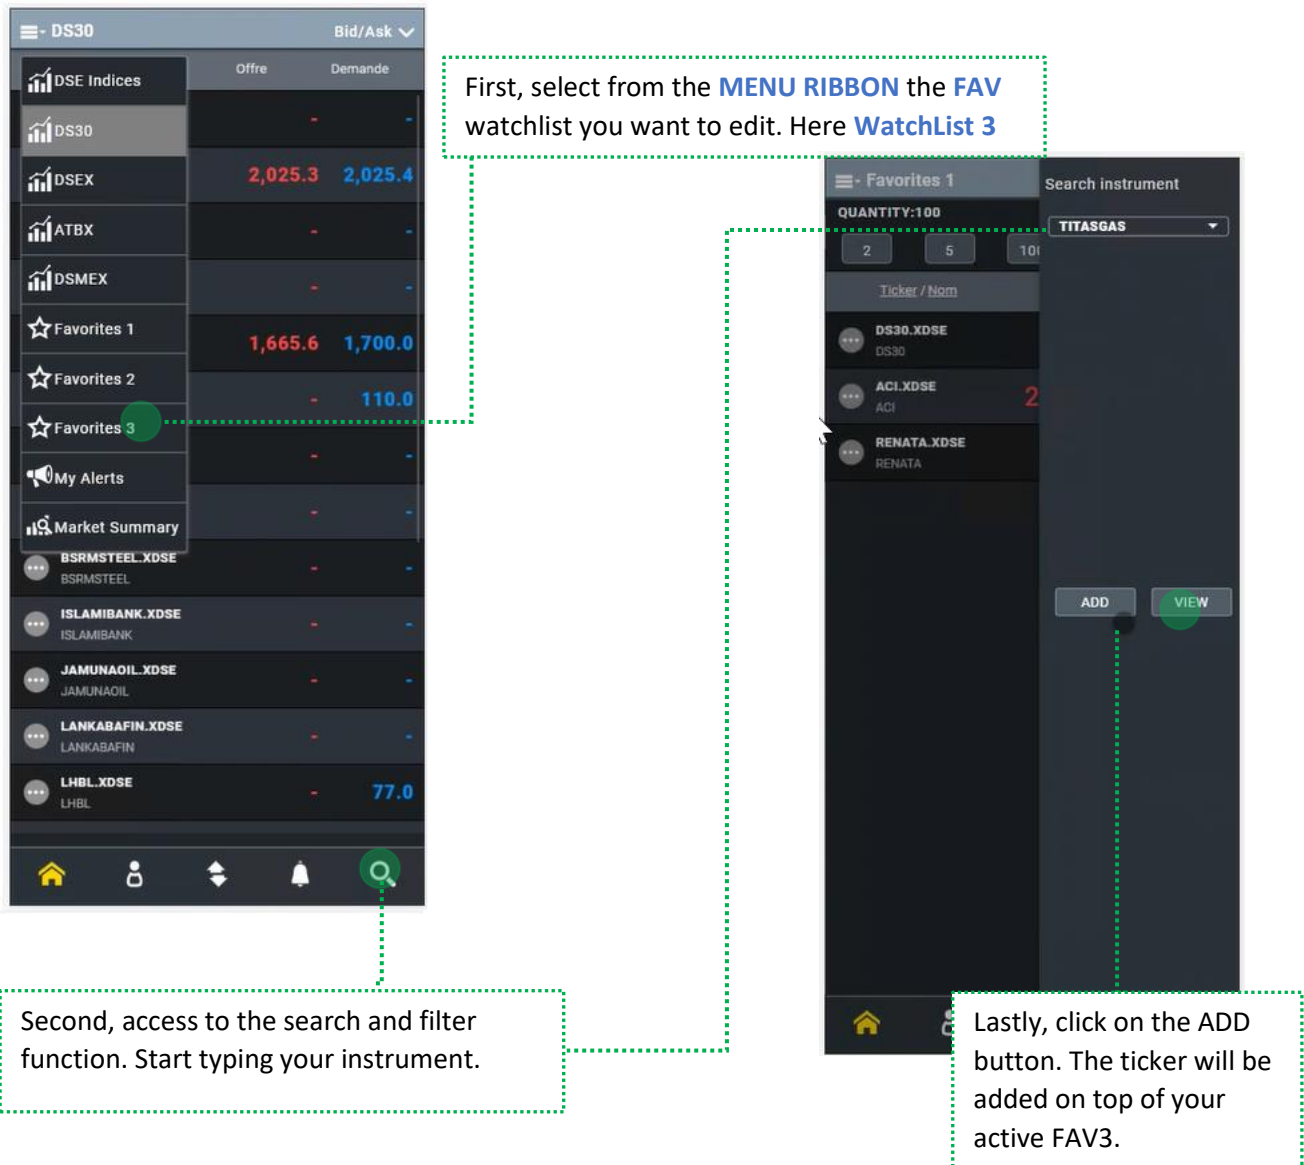 DS30
Bid/Ask
Offre
Demande
DSE Indices
DS30
DSEX
ATBX
DSMEX
Favorites 1
Favorites 2
Favorites 3
My Alerts
Market Summary
- -
2,025.3 2,025.4
- -
- -
1,665.6 1,700.0
- 110.0
- -
- -
BSRMSTEEL.XDSE
BSRMSTEEL
- -
ISLAMIBANK.XDSE
ISLAMIBANK
- -
JAMUNAOIL.XDSE
JAMUNAOIL
- -
LANKABAFIN.XDSE
LANKABAFIN
- -
LHBL.XDSE
LHBL
- 77.0
First, select from the MENU RIBBON the FAV
watchlist you want to edit. Here WatchList 3
Favorites 1
QUANTITY:100
2 5 100
Ticker / Nom
DS30.XDSE
DS30
ACI.XDSE
ACI
2
RENATA.XDSE
RENATA
Search instrument
TITASGAS
ADD VIEW
Second, access to the search and filter
function. Start typing your instrument.
Lastly, click on the ADD
button. The ticker will be
added on top of your
active FAV3.